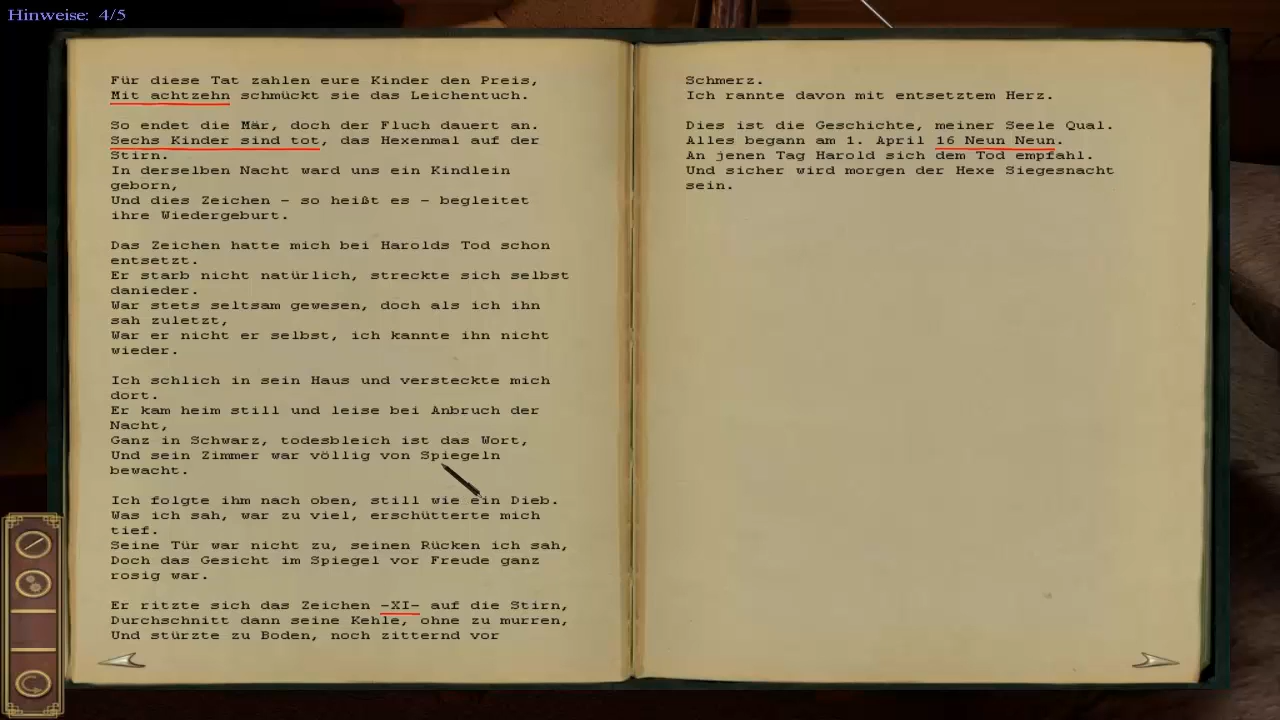 Hinweise: 4/5
Für diese Tat zahlen eure Kinder den Preis,
Mit achtzehn schmückt sie das Leichentuch.
So endet die Mär, doch der Fluch dauert an.
Sechs Kinder sind tot, das Hexenmal auf der
Stirn.
In derselben Nacht ward uns ein Kindlein
geborn,
Und dies Zeichen – so heißt es – begleitet
ihre Wiedergeburt.
Das Zeichen hatte mich bei Harolds Tod schon
entsetzt.
Er starb nicht natürlich, streckte sich selbst
danieder.
War stets seltsam gewesen, doch als ich ihn
sah zuletzt,
War er nicht er selbst, ich kannte ihn nicht
wieder.
Ich schlich in sein Haus und versteckte mich
dort.
Er kam heim still und leise bei Anbruch der
Nacht,
Ganz in Schwarz, todesbleich ist das Wort,
Und sein Zimmer war völlig von Spiegeln
bewacht.
Ich folgte ihm nach oben, still wie ein Dieb.
Was ich sah, war zu viel, erschütterte mich
tief.
Seine Tür war nicht zu, seinen Rücken ich sah,
Doch das Gesicht im Spiegel vor Freude ganz
rosig war.
Er ritzte sich das Zeichen –XI– auf die Stirn,
Durchschnitt dann seine Kehle, ohne zu murren,
Und stürzte zu Boden, noch zitternd vor
Schmerz.
Ich rannte davon mit entsetztem Herz.
Dies ist die Geschichte, meiner Seele Qual.
Alles begann am 1. April 16 Neun Neun.
An jenen Tag Harold sich dem Tod empfahl.
Und sicher wird morgen der Hexe Siegesnacht
sein.